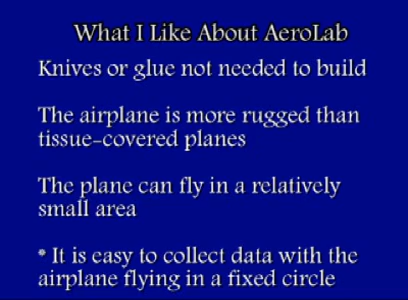 What I Like About AeroLab
Knives or glue not needed to build
The airplane is more rugged than
tissue-covered planes
The plane can fly in a relatively
small area
* It is easy to collect data with the
airplane flying in a fixed circle